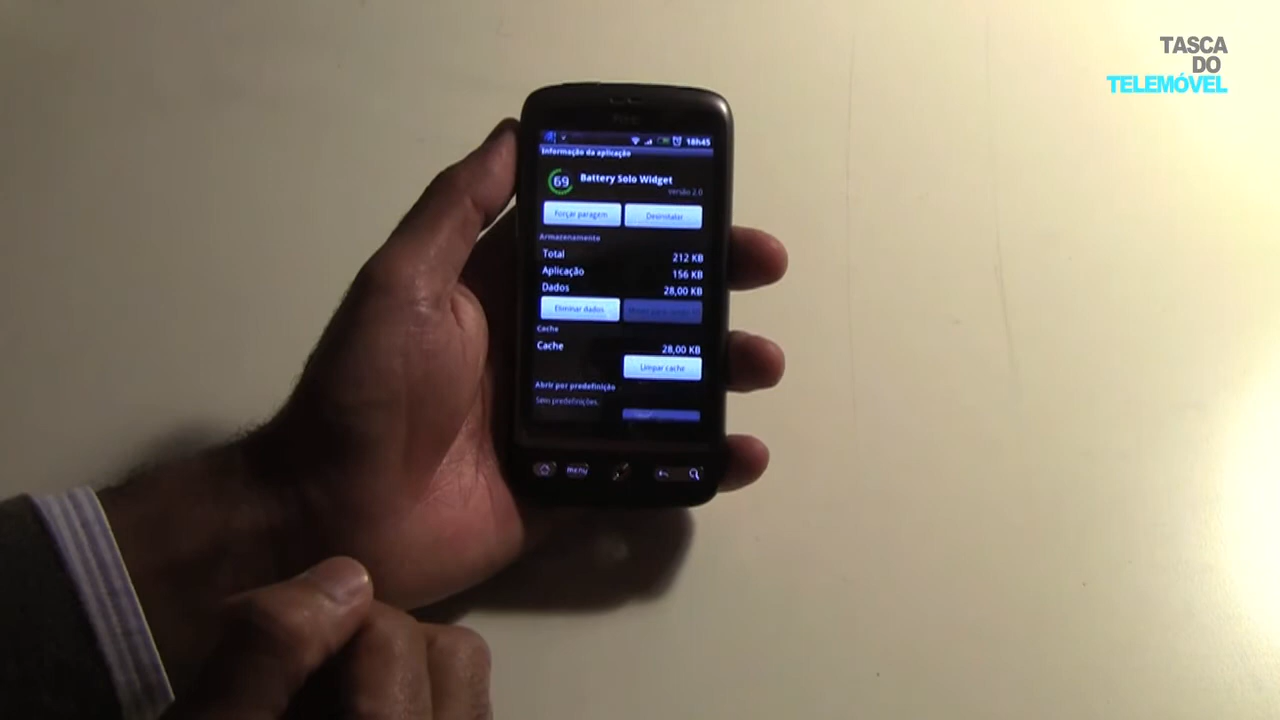 TASCA
DO
TELEMÓVEL
18h45
Informação da aplicação
69
Battery Solo Widget
versão 2.0
Forçar paragem
Desinstalar
Armazenamento
Total 212 KB
Aplicação 156 KB
Dados 28,00 KB
Eliminar dados
Cache
Cache 28,00 KB
Limpar cache
Abrir por predefinição
Sem predefinições.
menu